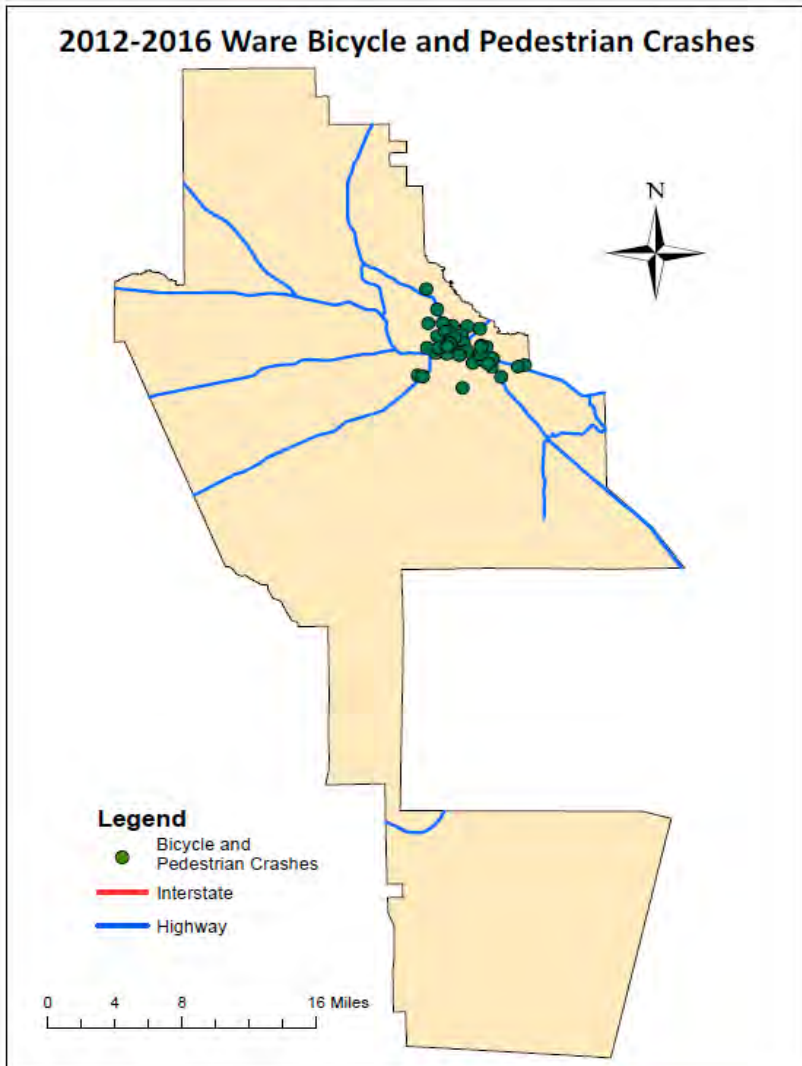 2012-2016 Ware Bicycle and Pedestrian Crashes
N
Legend
Bicycle and
Pedestrian Crashes
Interstate
Highway
0 4 8 16 Miles